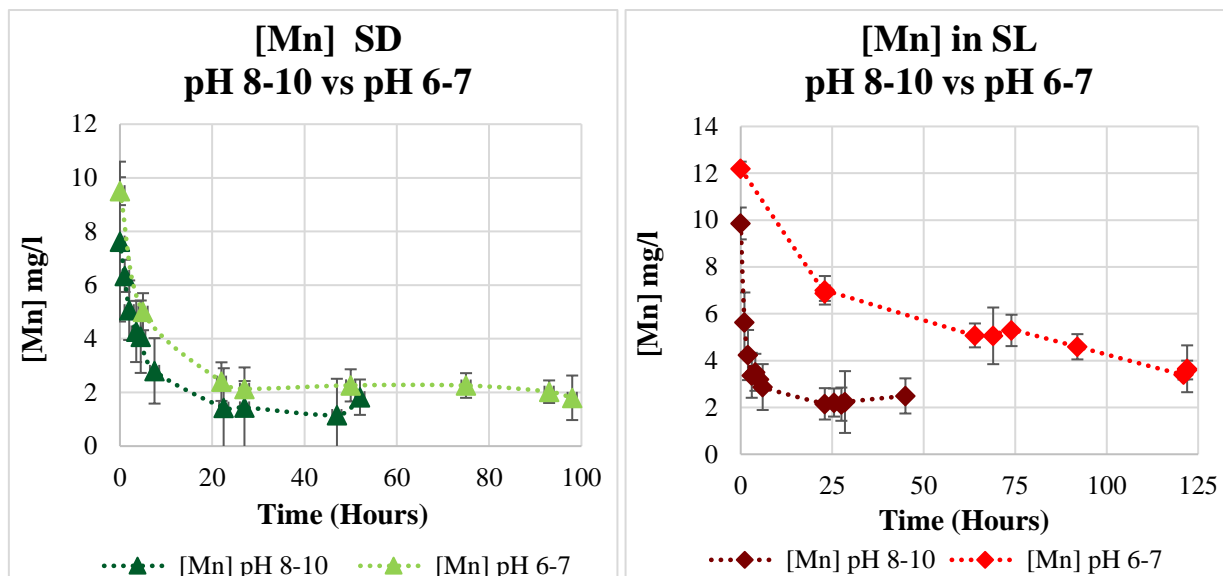 [Mn] SD
pH 8-10 vs pH 6-7
12
10
8
6
4
2
0
[Mn] mg/l
0 20 40 60 80 100
Time (Hours)
[Mn] pH 8-10 [Mn] pH 6-7
[Mn] in SL
pH 8-10 vs pH 6-7
14
12
10
8
6
4
2
0
[Mn] mg/l
0 25 50 75 100 125
Time (Hours)
[Mn] pH 8-10 [Mn] pH 6-7